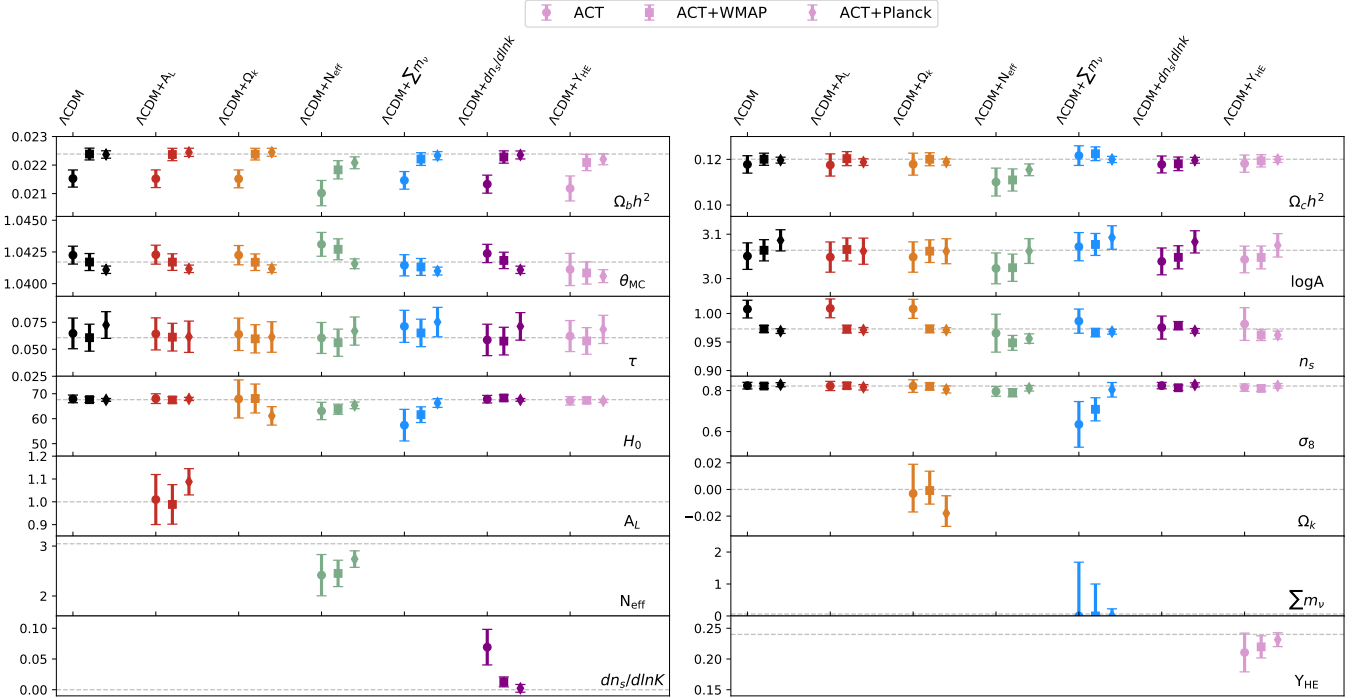 ACT ACT+WMAP ACT+Planck
ΛCDM ΛCDM+A_L ΛCDM+Ω_k ΛCDM+N_eff ΛCDM+∑m_ν ΛCDM+dn_s/dlnk ΛCDM+Y_HE
ΛCDM ΛCDM+A_L ΛCDM+Ω_k ΛCDM+N_eff ΛCDM+∑m_ν ΛCDM+dn_s/dlnk ΛCDM+Y_HE
0.023
0.022
0.021
Ω_bh²
0.12
0.10
Ω_ch²
1.0450
1.0425
1.0400
θ_MC
3.1
3.0
logA
0.075
0.050
0.025
τ
1.00
0.95
0.90
n_s
70
60
50
H_0
0.8
0.6
σ_8
1.2
1.1
1.0
0.9
A_L
0.02
0.00
−0.02
Ω_k
3
2
N_eff
2
1
0
∑m_ν
0.10
0.05
0.00
dn_s/dlnK
0.25
0.20
0.15
Y_HE